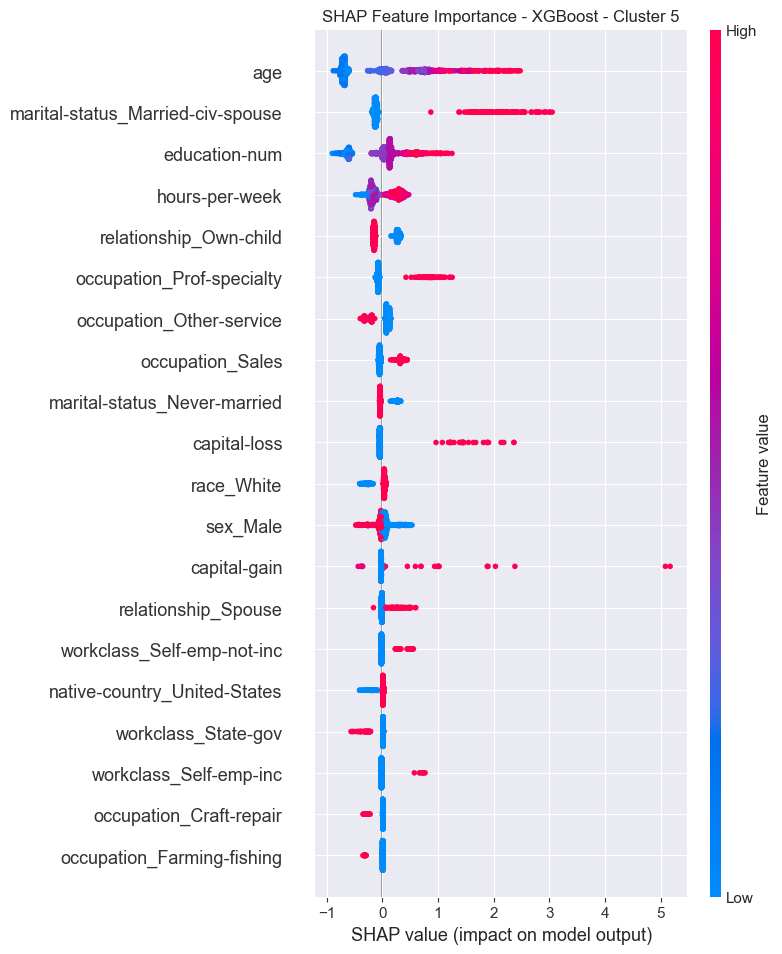 SHAP Feature Importance - XGBoost - Cluster 5
High
age
marital-status_Married-civ-spouse
education-num
hours-per-week
relationship_Own-child
occupation_Prof-specialty
occupation_Other-service
occupation_Sales
marital-status_Never-married
capital-loss
race_White
sex_Male
capital-gain
relationship_Spouse
workclass_Self-emp-not-inc
native-country_United-States
workclass_State-gov
workclass_Self-emp-inc
occupation_Craft-repair
occupation_Farming-fishing
Feature value
Low
−1 0 1 2 3 4 5
SHAP value (impact on model output)